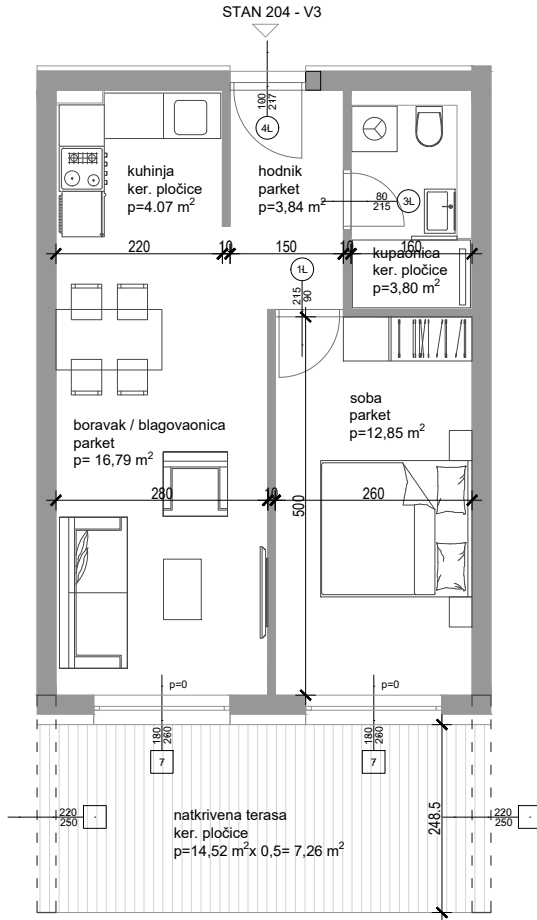 STAN 204 - V3
100
217
4Ł
kuhinja
ker. pločice
p=4.07 m²
hodnik
parket
p=3,84 m²
80
215
3Ł
220
10
150
10
160
kupaonica
ker. pločice
p=3,80 m²
1Ł
215
90
boravak / blagovaonica
parket
p= 16,79 m²
soba
parket
p=12,85 m²
280
10
500
260
p=0
p=0
180
260
7
180
260
7
220
250
natkrivena terasa
ker. pločice
p=14,52 m²x 0,5= 7,26 m²
248.5
220
250